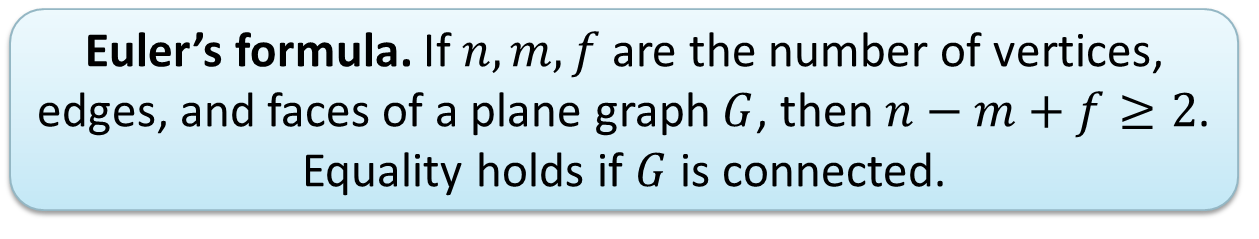 Euler’s formula. If n, m, f are the number of vertices,
edges, and faces of a plane graph G, then n − m + f ≥ 2.
Equality holds if G is connected.